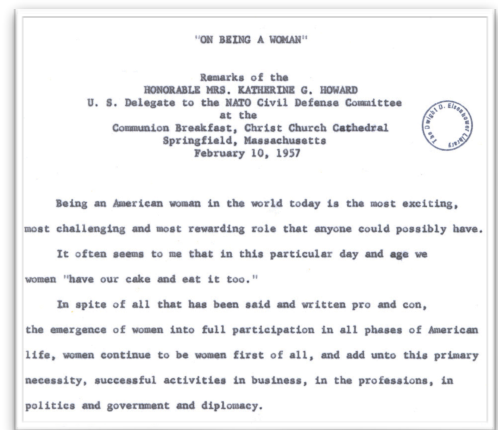 "ON BEING A WOMAN"
Remarks of the
HONORABLE MRS. KATHERINE G. HOWARD
U. S. Delegate to the NATO Civil Defense Committee
at the
Communion Breakfast, Christ Church Cathedral
Springfield, Massachusetts
February 10, 1957
The Dwight D. Eisenhower Library
Being an American woman in the world today is the most exciting,
most challenging and most rewarding role that anyone could possibly have.
It often seems to me that in this particular day and age we
women "have our cake and eat it too."
In spite of all that has been said and written pro and con,
the emergence of women into full participation in all phases of American
life, women continue to be women first of all, and add unto this primary
necessity, successful activities in business, in the professions, in
politics and government and diplomacy.